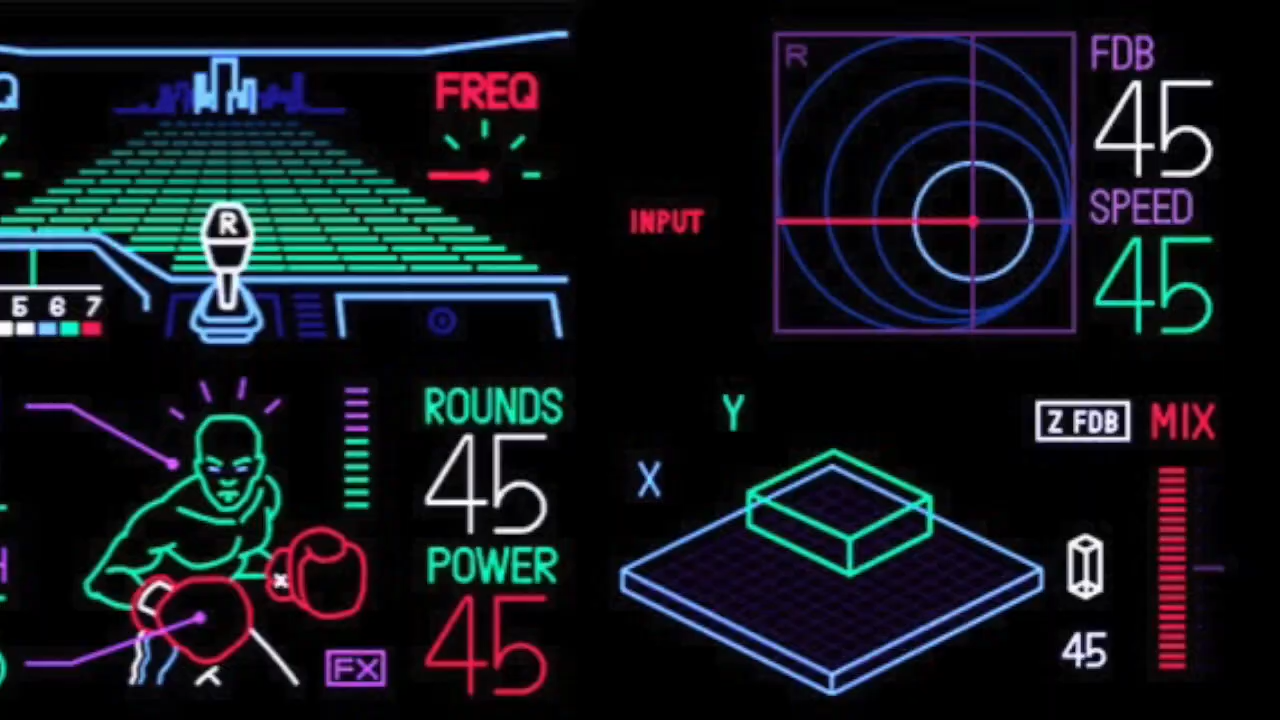 Q
FREQ
R
5 6 7
R
FDB
45
SPEED
45
INPUT
ROUNDS
45
POWER
45
H
FX
Y
X
Z FDB
MIX
45